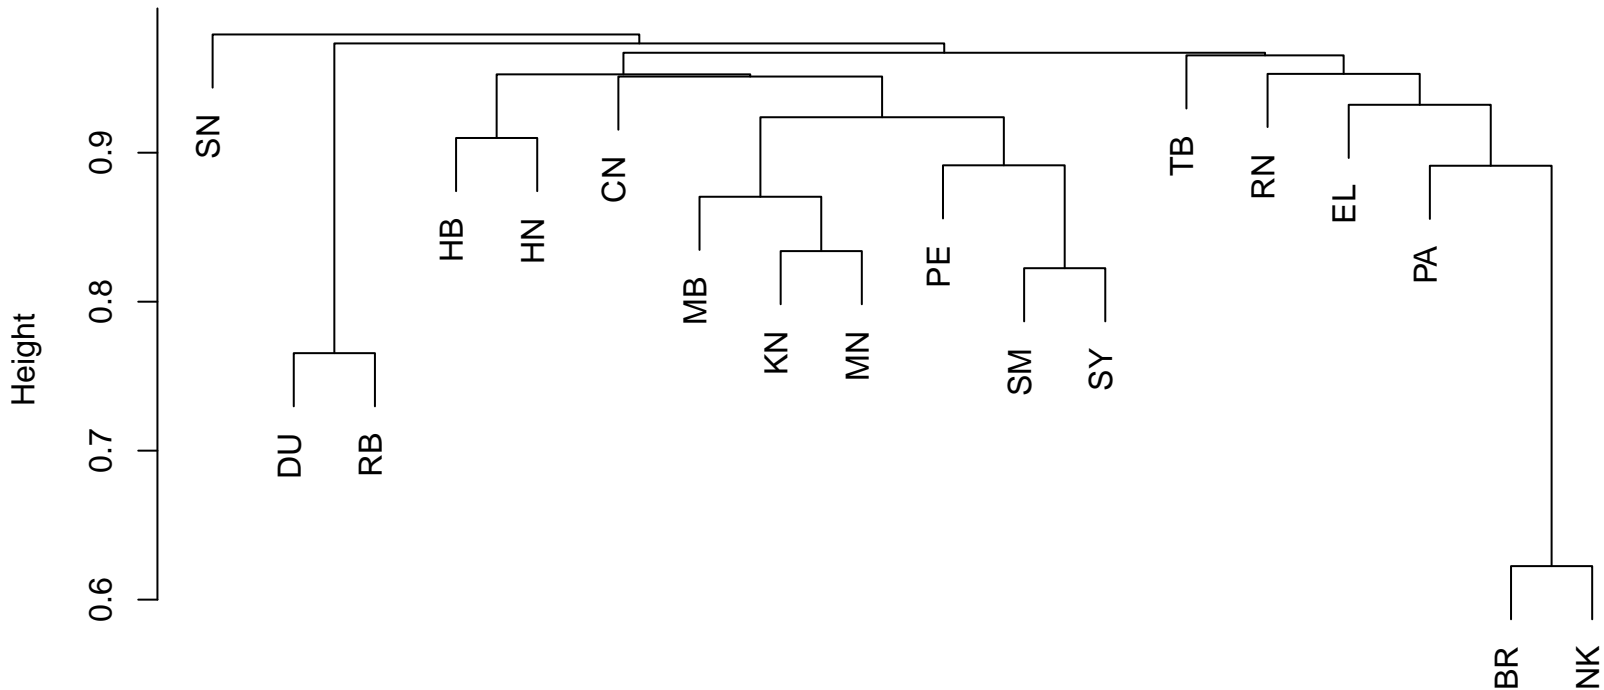 Height
0.9
0.8
0.7
0.6
SN
DU
RB
HB
HN
CN
MB
KN
MN
PE
SM
SY
TB
RN
EL
PA
BR
NK